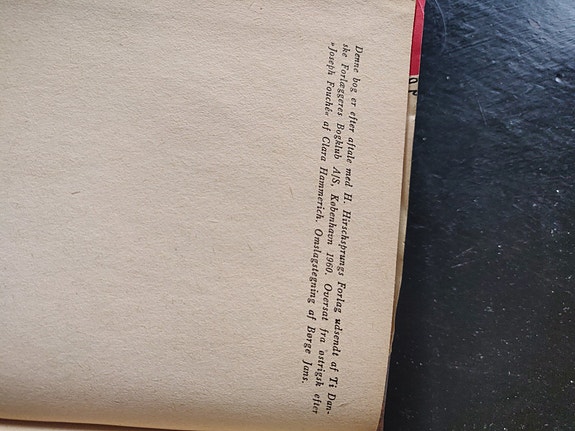 Denne bog er efter aftale med H. Hirschsprungs Forlag udsendt af Ti Dan-
ske Forlæggeres Bogklub A/S, København 1960. Oversat fra østrigsk efter
»Joseph Fouché« af Clara Hammerich. Omslagstegning af Børge Jans.